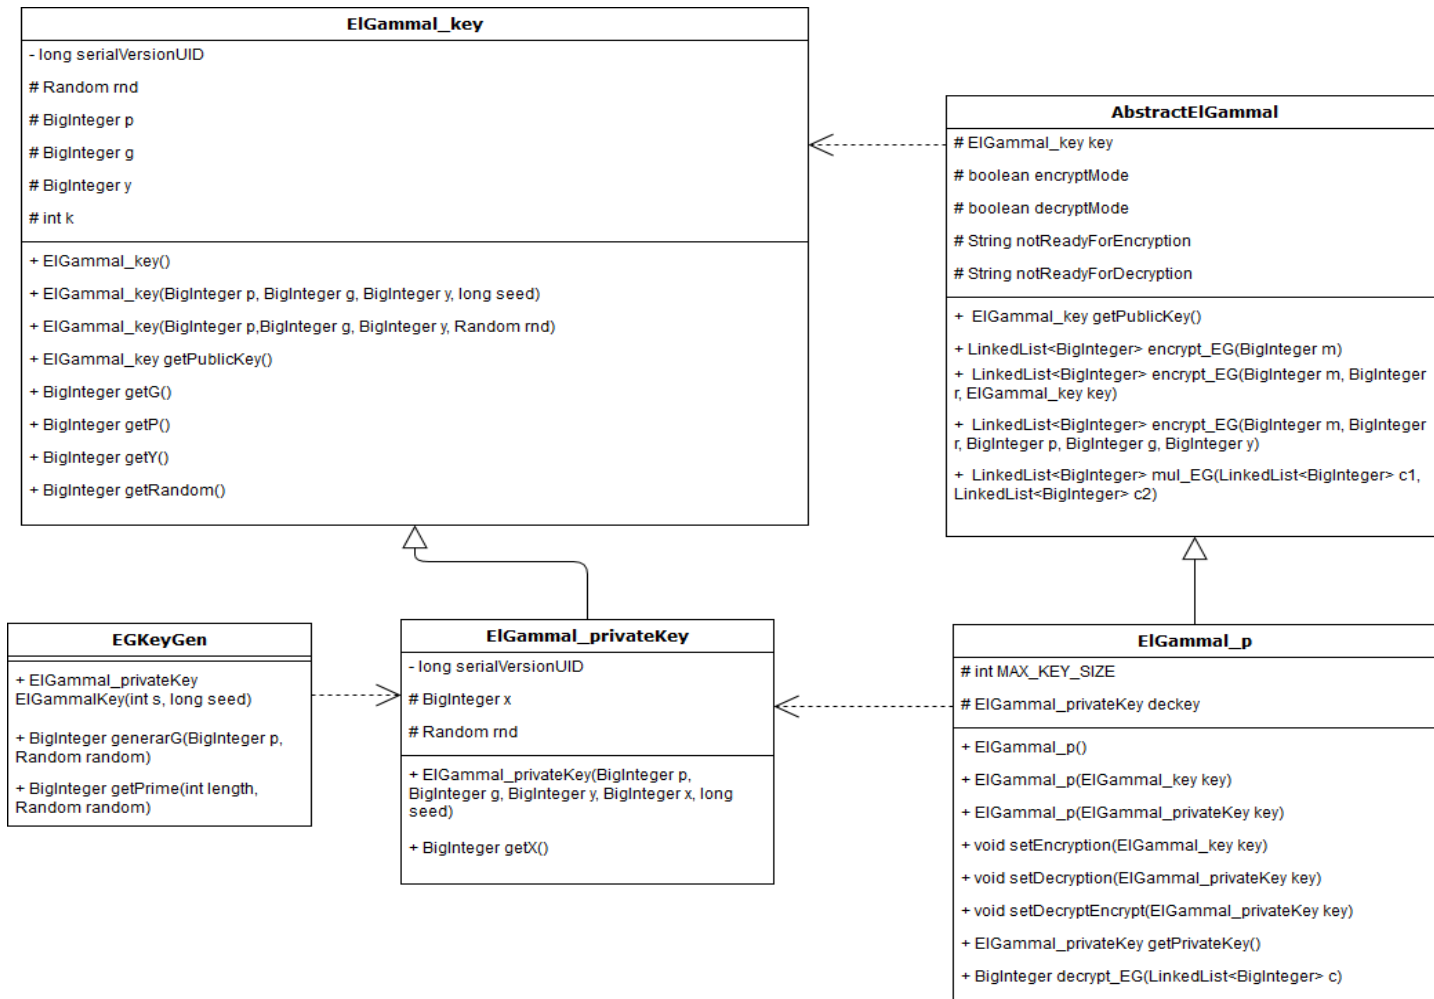 ElGammal_key
- long serialVersionUID
# Random rnd
# BigInteger p
# BigInteger g
# BigInteger y
# int k
+ ElGammal_key()
+ ElGammal_key(BigInteger p, BigInteger g, BigInteger y, long seed)
+ ElGammal_key(BigInteger p,BigInteger g, BigInteger y, Random rnd)
+ ElGammal_key getPublicKey()
+ BigInteger getG()
+ BigInteger getP()
+ BigInteger getY()
+ BigInteger getRandom()
AbstractElGammal
# ElGammal_key key
# boolean encryptMode
# boolean decryptMode
# String notReadyForEncryption
# String notReadyForDecryption
+ ElGammal_key getPublicKey()
+ LinkedList<BigInteger> encrypt_EG(BigInteger m)
+ LinkedList<BigInteger> encrypt_EG(BigInteger m, BigInteger
r, ElGammal_key key)
+ LinkedList<BigInteger> encrypt_EG(BigInteger m, BigInteger
r, BigInteger p, BigInteger g, BigInteger y)
+ LinkedList<BigInteger> mul_EG(LinkedList<BigInteger> c1,
LinkedList<BigInteger> c2)
EGKeyGen
+ ElGammal_privateKey
ElGammalKey(int s, long seed)
+ BigInteger generarG(BigInteger p,
Random random)
+ BigInteger getPrime(int length,
Random random)
ElGammal_privateKey
- long serialVersionUID
# BigInteger x
# Random rnd
+ ElGammal_privateKey(BigInteger p,
BigInteger g, BigInteger y, BigInteger x, long
seed)
+ BigInteger getX()
ElGammal_p
# int MAX_KEY_SIZE
# ElGammal_privateKey deckey
+ ElGammal_p()
+ ElGammal_p(ElGammal_key key)
+ ElGammal_p(ElGammal_privateKey key)
+ void setEncryption(ElGammal_key key)
+ void setDecryption(ElGammal_privateKey key)
+ void setDecryptEncrypt(ElGammal_privateKey key)
+ ElGammal_privateKey getPrivateKey()
+ BigInteger decrypt_EG(LinkedList<BigInteger> c)